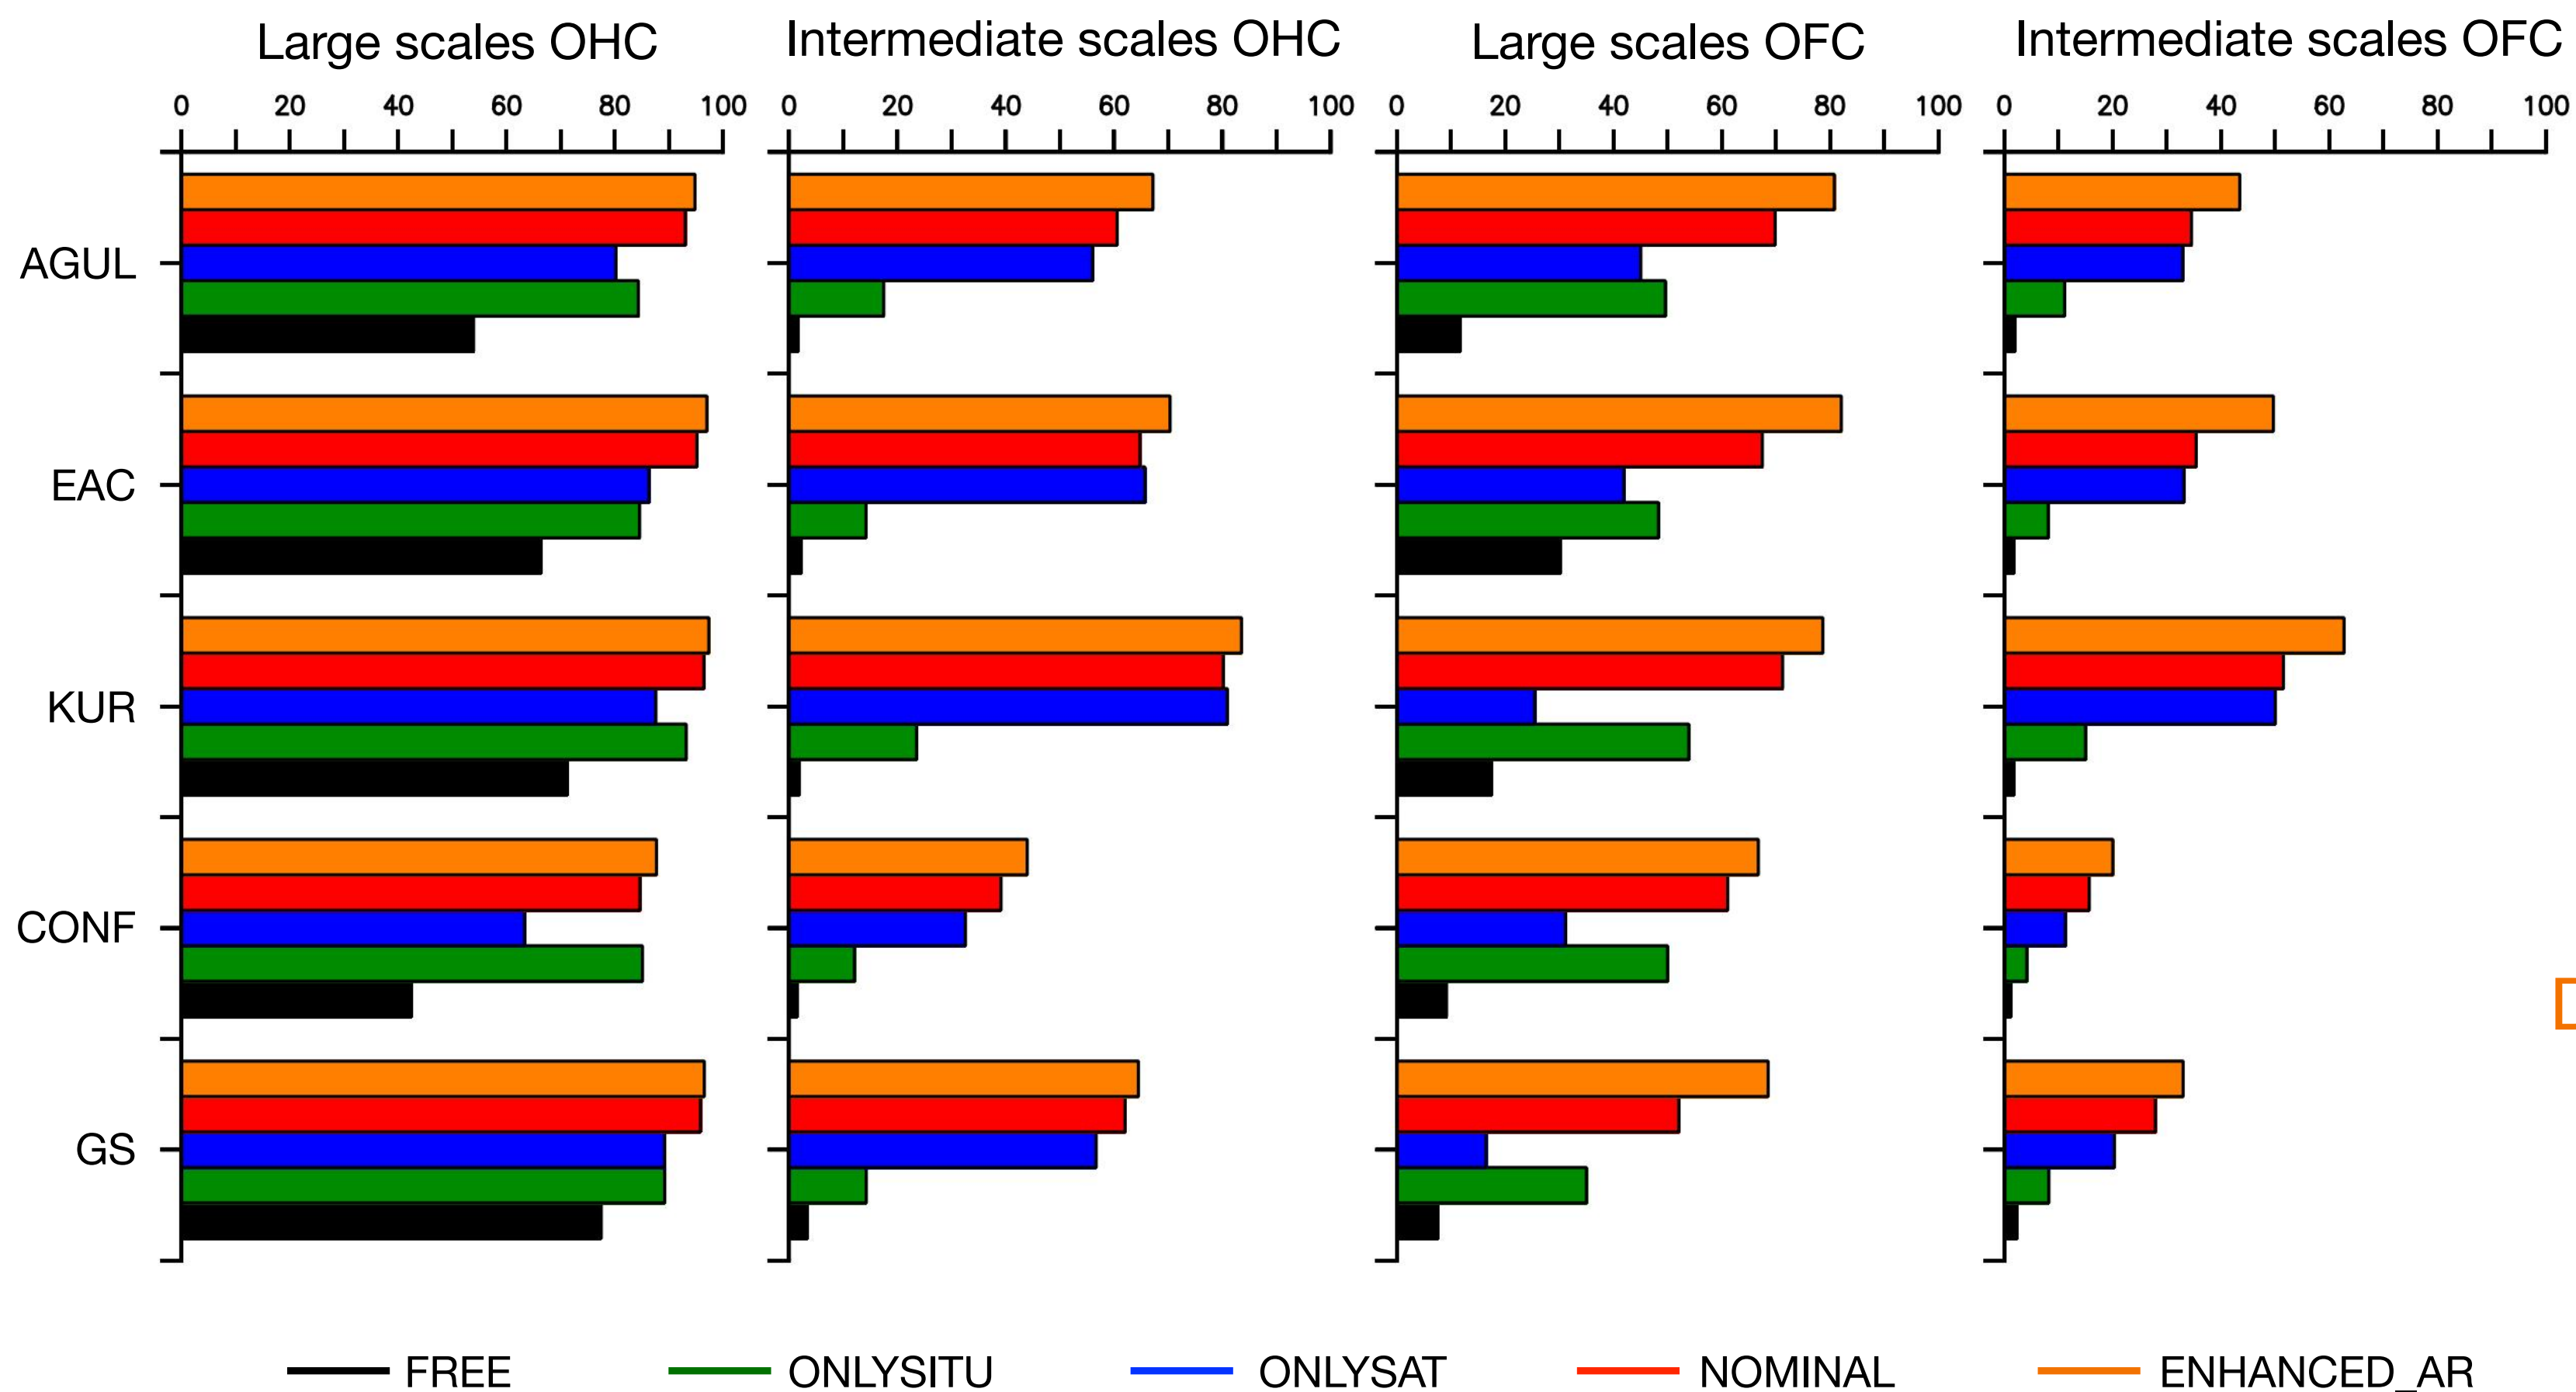 Large scales OHC Intermediate scales OHC Large scales OFC Intermediate scales OFC
0 20 40 60 80 100 0 20 40 60 80 100 0 20 40 60 80 100 0 20 40 60 80 100
AGUL
EAC
KUR
CONF
GS
FREE ONLYSITU ONLYSAT NOMINAL ENHANCED_AR